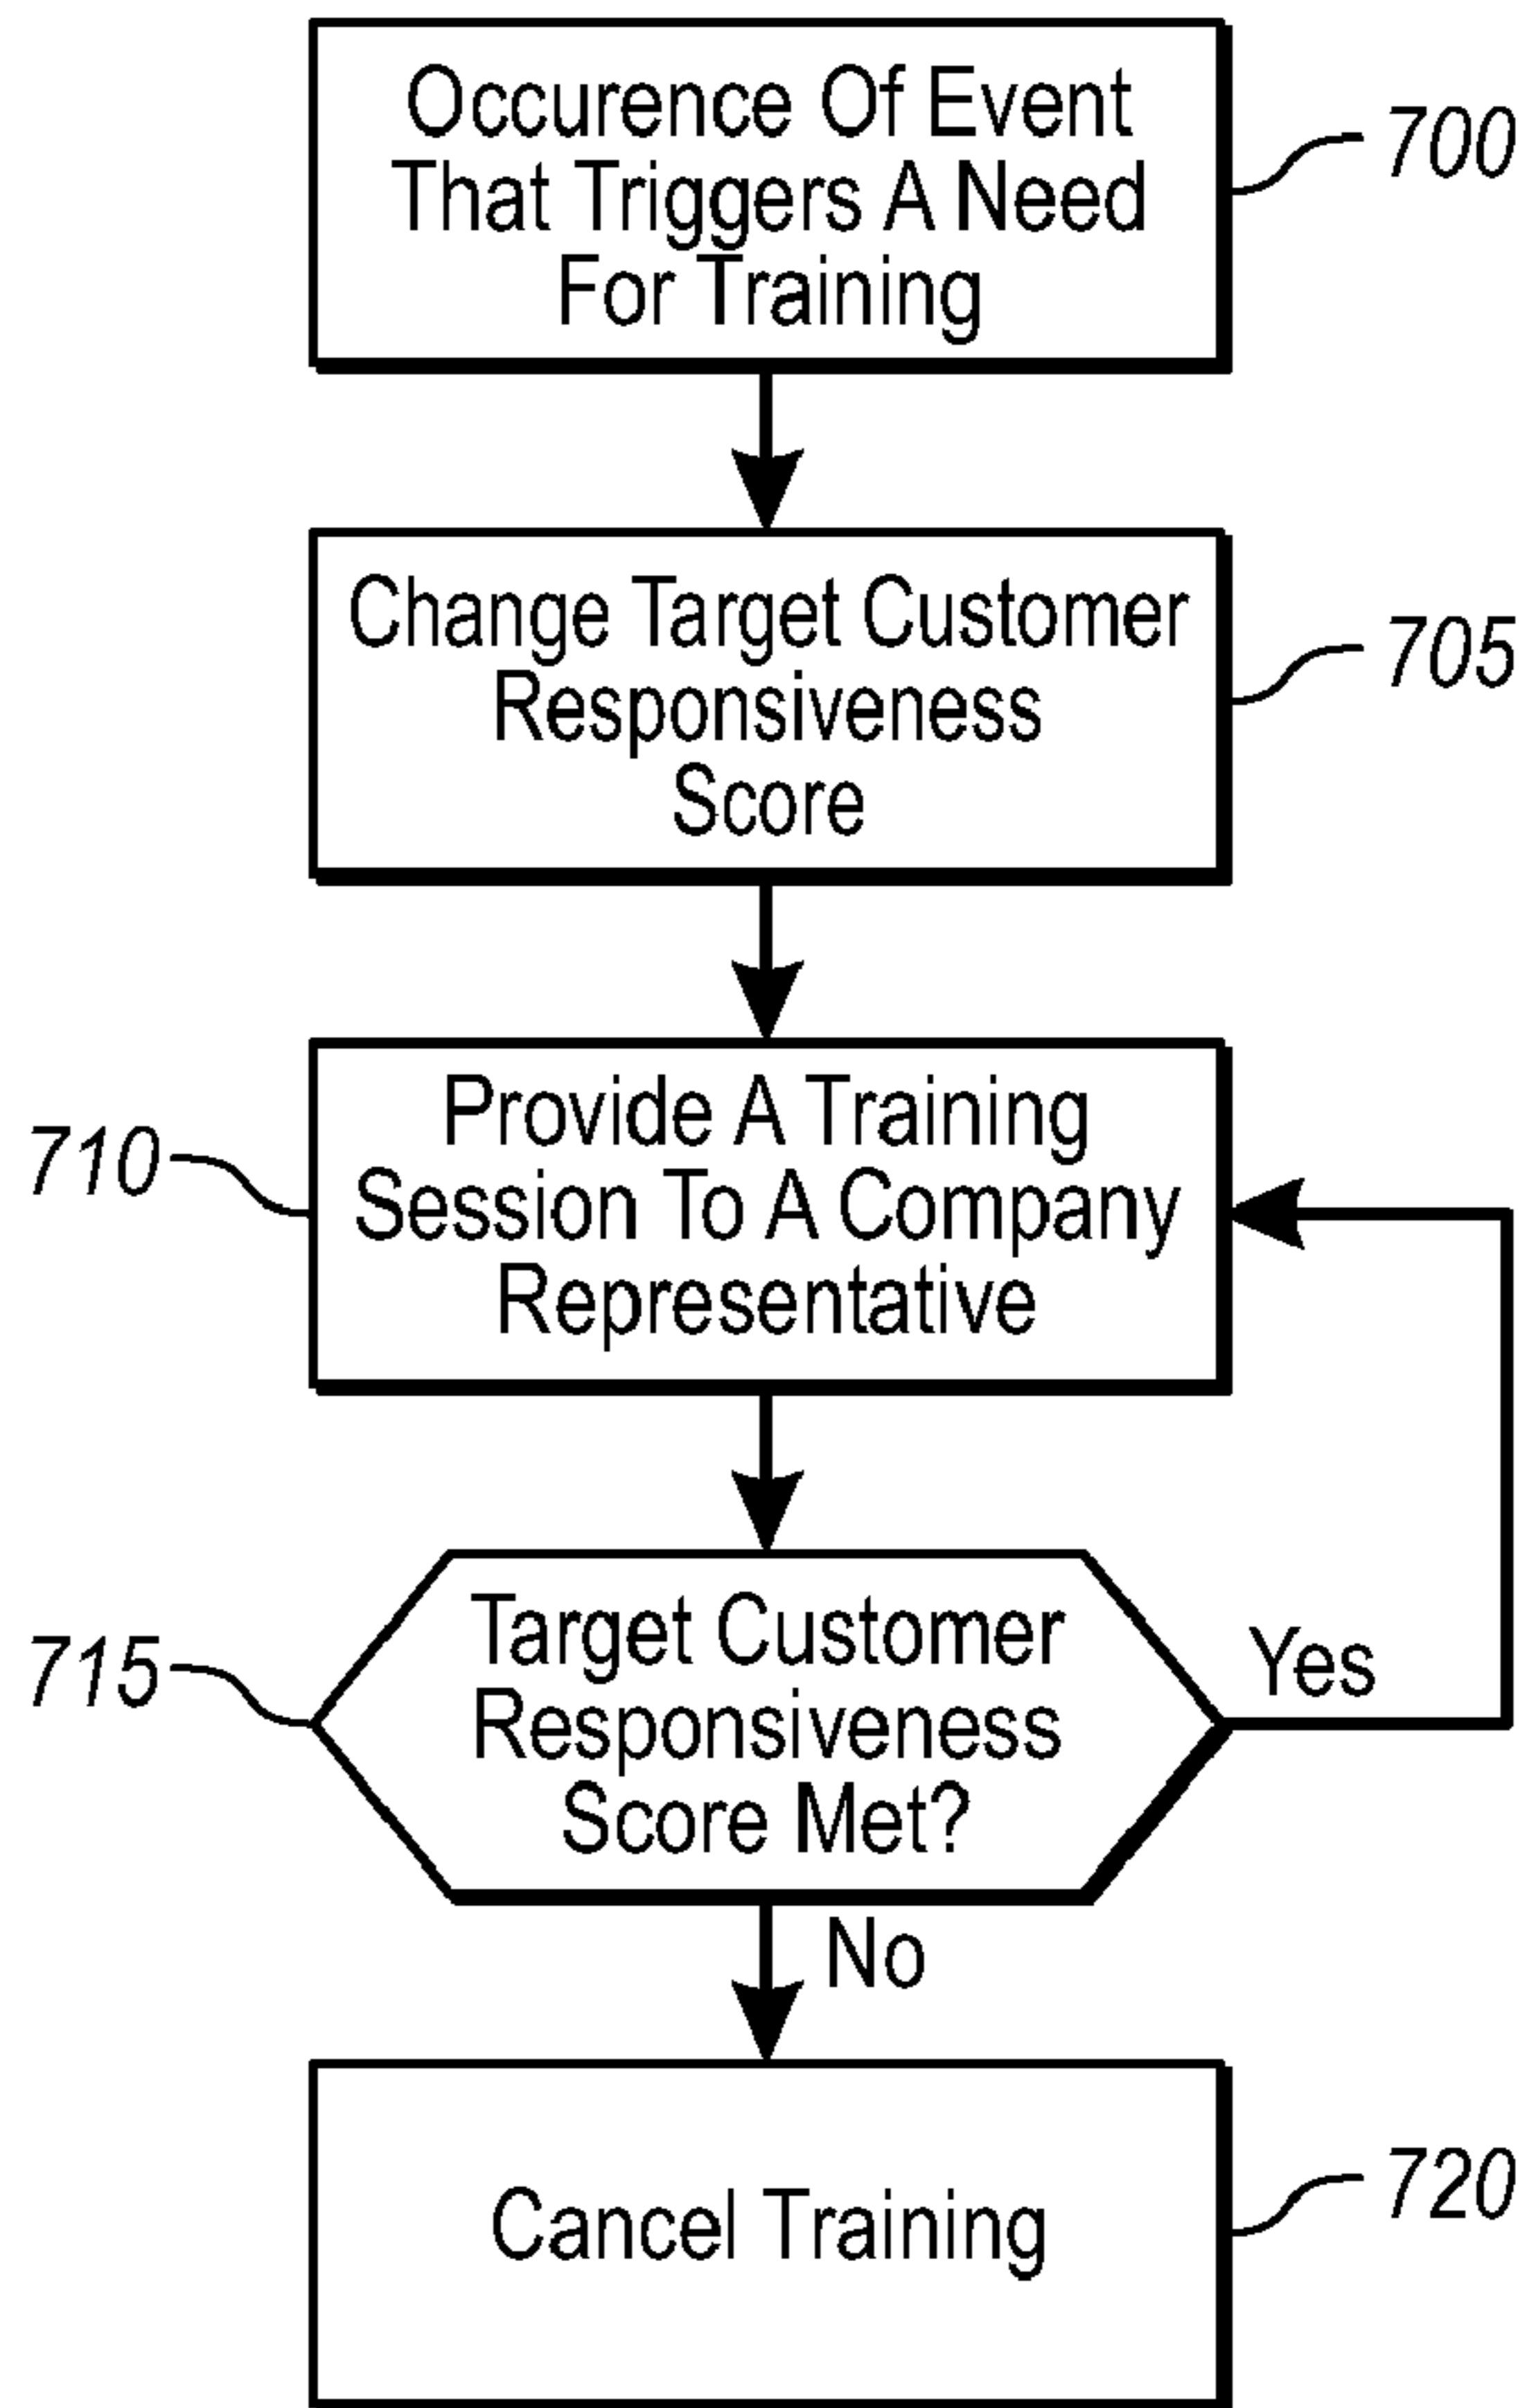 Occurence Of Event
That Triggers A Need
For Training
700
Change Target Customer
Responsiveness
Score
705
Provide A Training
Session To A Company
Representative
710
Target Customer
Responsiveness
Score Met?
715
Yes
No
Cancel Training
720